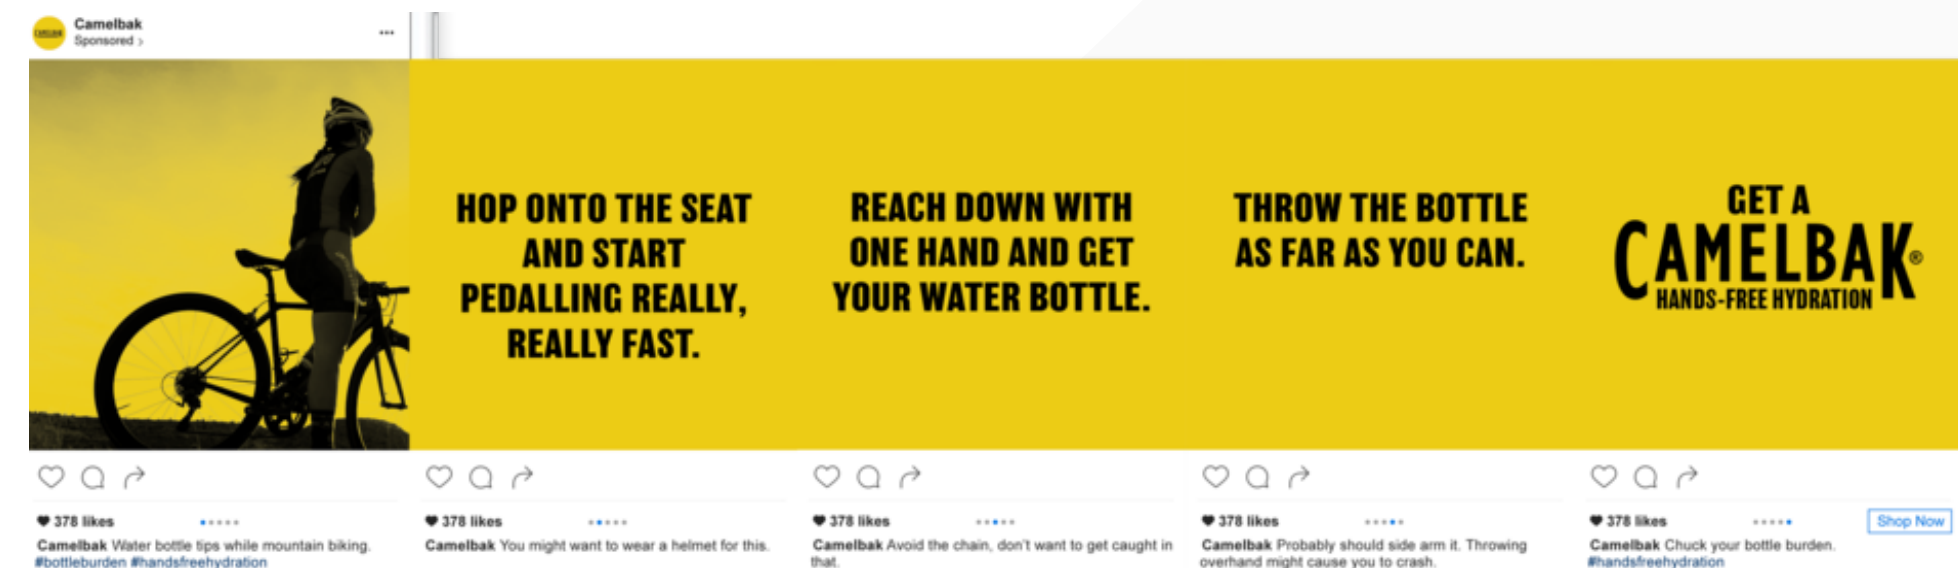 CAMELBAK
Camelbak
Sponsored >
HOP ONTO THE SEAT
AND START
PEDALLING REALLY,
REALLY FAST.
REACH DOWN WITH
ONE HAND AND GET
YOUR WATER BOTTLE.
THROW THE BOTTLE
AS FAR AS YOU CAN.
GET A
CAMELBAK®
HANDS-FREE HYDRATION
378 likes
Camelbak Water bottle tips while mountain biking.
#bottleburden #handsfreehydration
378 likes
Camelbak You might want to wear a helmet for this.
378 likes
Camelbak Avoid the chain, don't want to get caught in
that.
378 likes
Camelbak Probably should side arm it. Throwing
overhand might cause you to crash.
378 likes
Shop Now
Camelbak Chuck your bottle burden.
#handsfreehydration